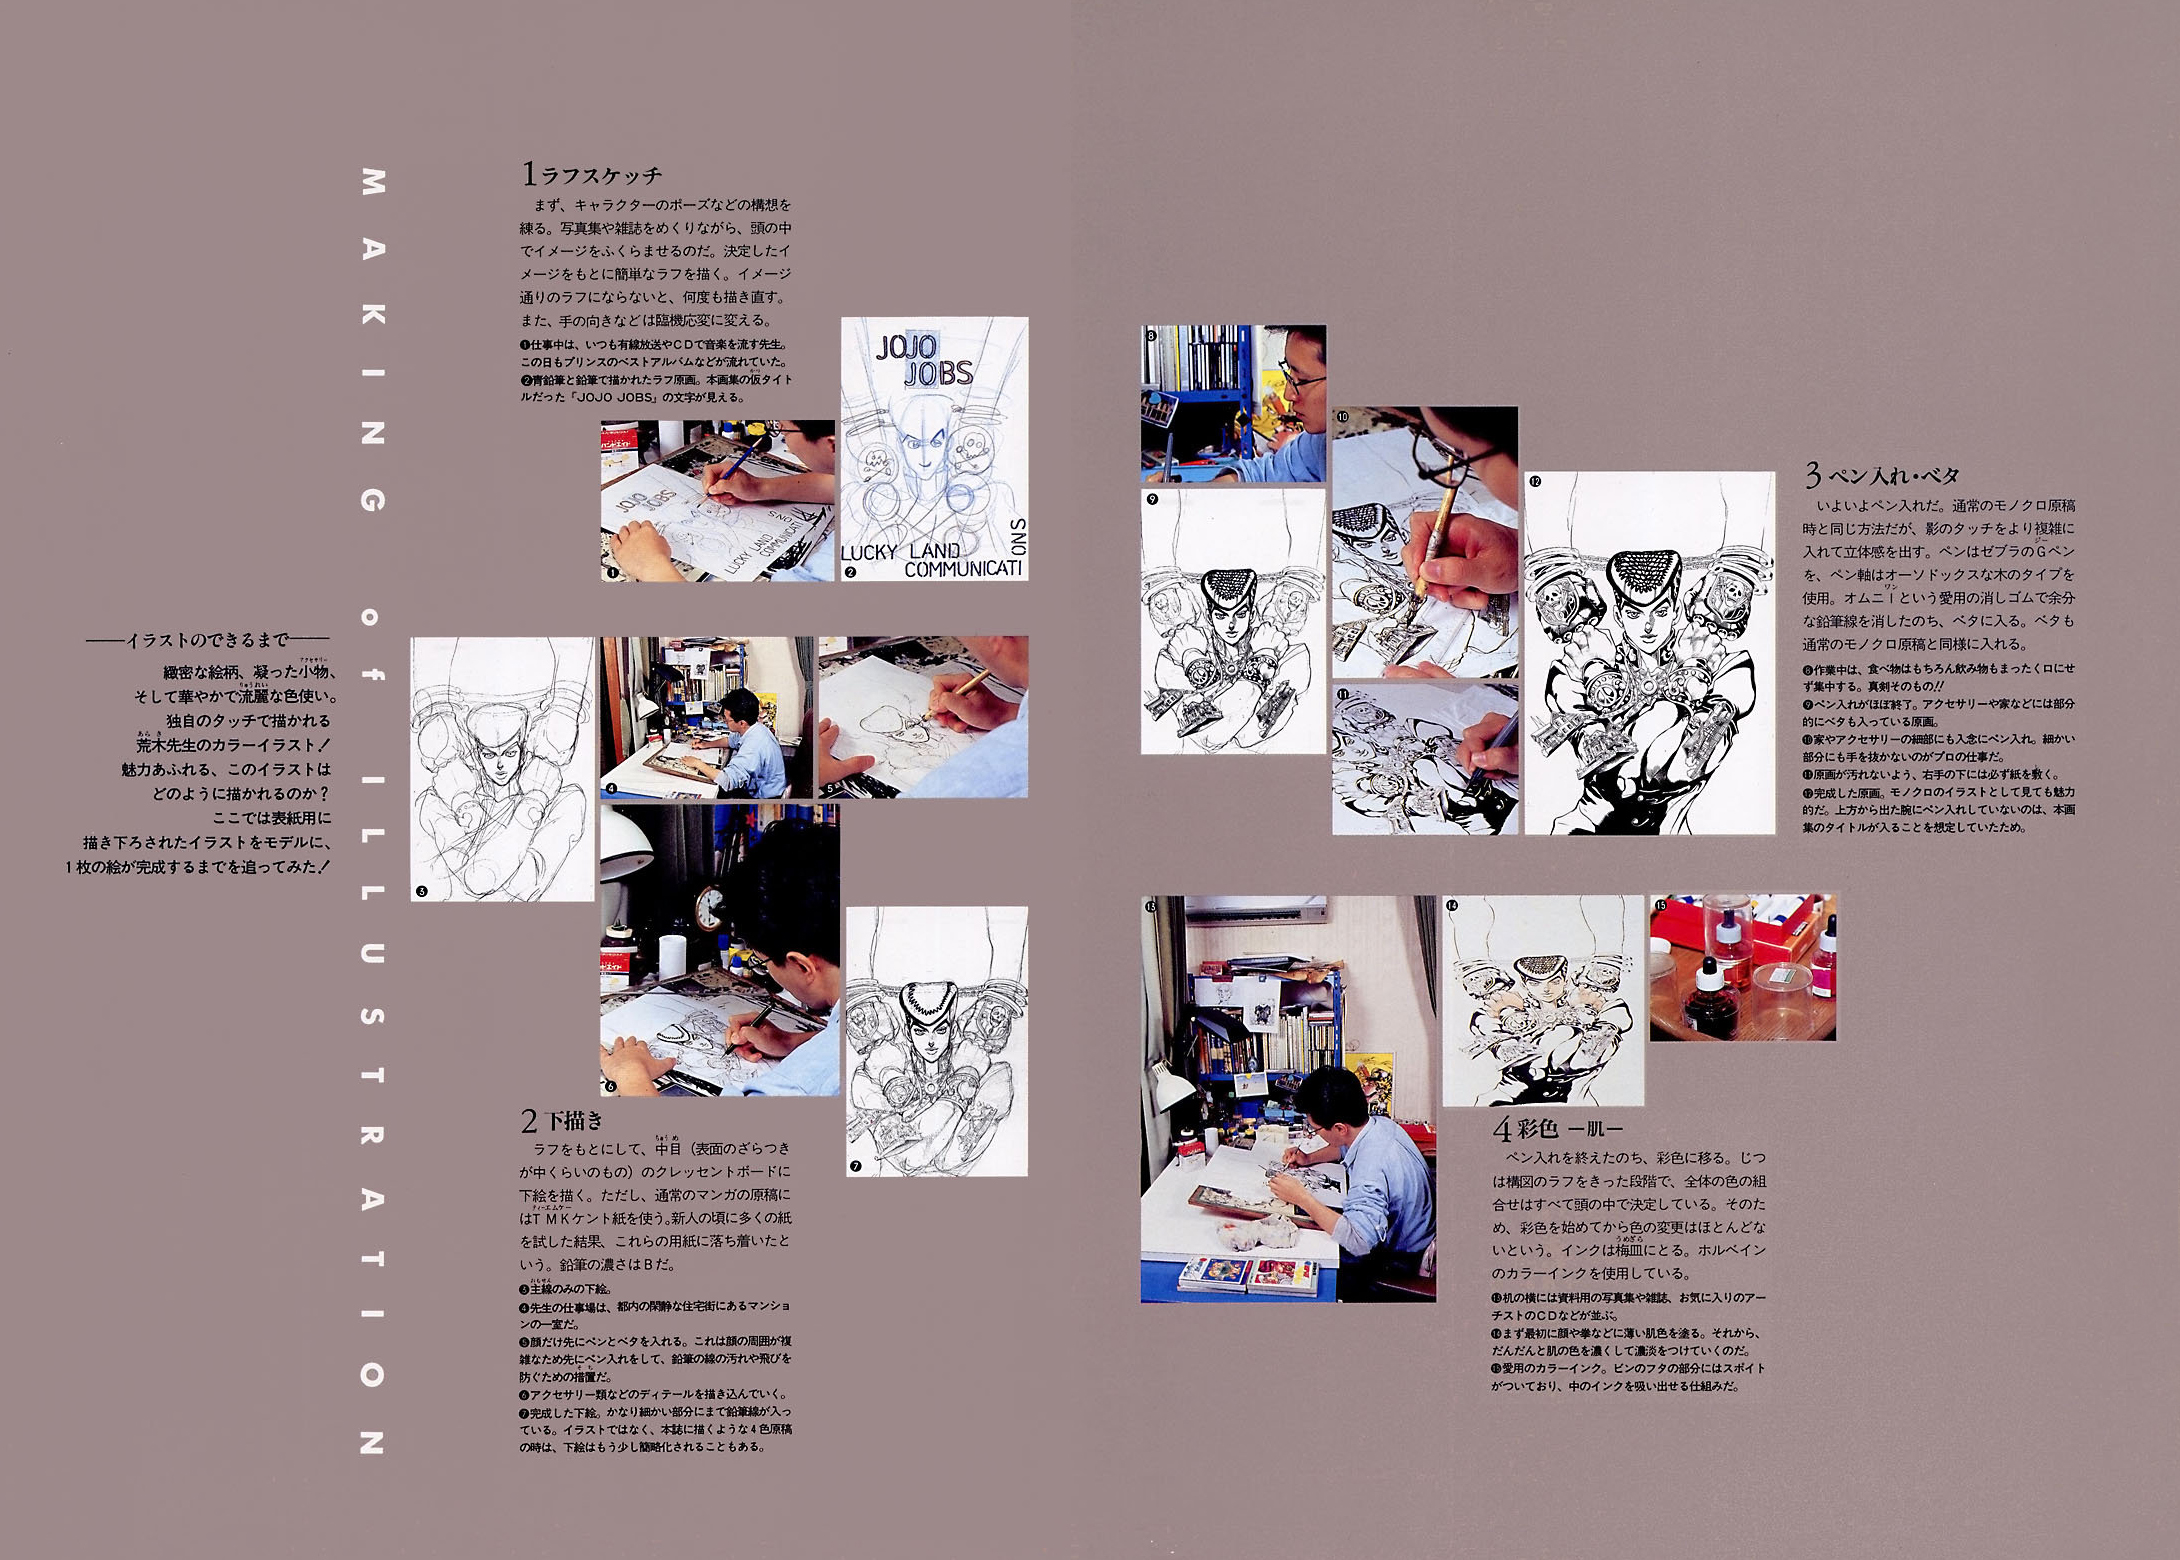 MAKING of ILLUSTRATION
——イラストのできるまで——
緻密な絵柄、凝った小物、
そして華やかで流麗な色使い。
独自のタッチで描かれる
荒木先生のカラーイラスト!
魅力あふれる、このイラストは
どのように描かれるのか?
ここでは表紙用に
描き下ろされたイラストをモデルに、
1枚の絵が完成するまでを追ってみた!
1ラフスケッチ
まず、キャラクターのポーズなどの構想を
練る。写真集や雑誌をめくりながら、頭の中
でイメージをふくらませるのだ。決定したイ
メージをもとに簡単なラフを描く。イメージ
通りのラフにならないと、何度も描き直す。
また、手の向きなどは臨機応変に変える。
❶仕事中は、いつも有線放送やCDで音楽を流す先生。
この日もプリンスのベストアルバムなどが流れていた。
❷青鉛筆と鉛筆で描かれたラフ原画。本画集の仮タイト
ルだった「JOJO JOBS」の文字が見える。
JOJO
JOBS
LUCKY LAND
COMMUNICATI
ONS
2下描き
ラフをもとにして、中目(表面のざらつき
が中くらいのもの)のクレッセントボードに
下絵を描く。ただし、通常のマンガの原稿に
はTMKケント紙を使う。新人の頃に多くの紙
を試した結果、これらの用紙に落ち着いたと
いう。鉛筆の濃さはBだ。
❸主線のみの下絵。
❹先生の仕事場は、都内の閑静な住宅街にあるマンショ
ンの一室だ。
❺顔だけ先にペンとベタを入れる。これは顔の周囲が複
雑なため先にペン入れをして、鉛筆の線の汚れや飛びを
防ぐための措置だ。
❻アクセサリー類などのディテールを描き込んでいく。
❼完成した下絵。かなり細かい部分にまで鉛筆線が入っ
ている。イラストではなく、本誌に描くような4色原稿
の時は、下絵はもう少し簡略化されることもある。
3ペン入れ・ベタ
いよいよペン入れだ。通常のモノクロ原稿
時と同じ方法だが、影のタッチをより複雑に
入れて立体感を出す。ペンはゼブラのGペン
を、ペン軸はオーソドックスな木のタイプを
使用。オムニⅠという愛用の消しゴムで余分
な鉛筆線を消したのち、ベタに入る。ベタも
通常のモノクロ原稿と同様に入れる。
❽作業中は、食べ物はもちろん飲み物もまったく口にせ
ず集中する。真剣そのもの!!
❾ペン入れがほぼ終了。アクセサリーや家などには部分
的にベタも入っている原画。
❿家やアクセサリーの細部にも入念にペン入れ。細かい
部分にも手を抜かないのがプロの仕事だ。
⓫原画が汚れないよう、右手の下には必ず紙を敷く。
⓬完成した原画。モノクロのイラストとして見ても魅力
的だ。上方から出た腕にペン入れしていないのは、本画
集のタイトルが入ることを想定していたため。
4彩色 —肌—
ペン入れを終えたのち、彩色に移る。じつ
は構図のラフをきった段階で、全体の色の組
合せはすべて頭の中で決定している。そのた
め、彩色を始めてから色の変更はほとんどな
いという。インクは梅皿にとる。ホルベイン
のカラーインクを使用している。
⓭机の横には資料用の写真集や雑誌、お気に入りのアー
チストのCDなどが並ぶ。
⓮まず最初に顔や拳などに薄い肌色を塗る。それから、
だんだんと肌の色を濃くして濃淡をつけていくのだ。
⓯愛用のカラーインク。ビンのフタの部分にはスポイト
がついており、中のインクを吸い出せる仕組みだ。